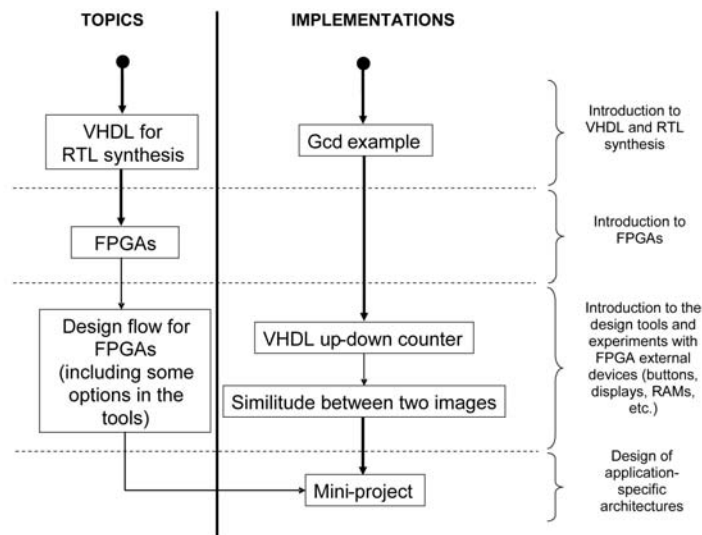 TOPICS
IMPLEMENTATIONS
VHDL for
RTL synthesis
Gcd example
Introduction to
VHDL and RTL
synthesis
FPGAs
Introduction to
FPGAs
Design flow for
FPGAs
(including some
options in the
tools)
VHDL up-down counter
Similitude between two images
Introduction to the
design tools and
experiments with
FPGA external
devices (buttons,
displays, RAMs,
etc.)
Mini-project
Design of
application-
specific
architectures